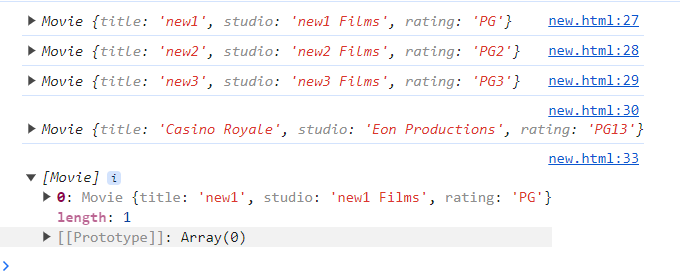 ▶ Movie {title: 'new1', studio: 'new1 Films', rating: 'PG'} new.html:27
▶ Movie {title: 'new2', studio: 'new2 Films', rating: 'PG2'} new.html:28
▶ Movie {title: 'new3', studio: 'new3 Films', rating: 'PG3'} new.html:29
new.html:30
▶ Movie {title: 'Casino Royale', studio: 'Eon Productions', rating: 'PG13'}
new.html:33
▼ [Movie] i
▶ 0: Movie {title: 'new1', studio: 'new1 Films', rating: 'PG'}
length: 1
▶ [[Prototype]]: Array(0)
>